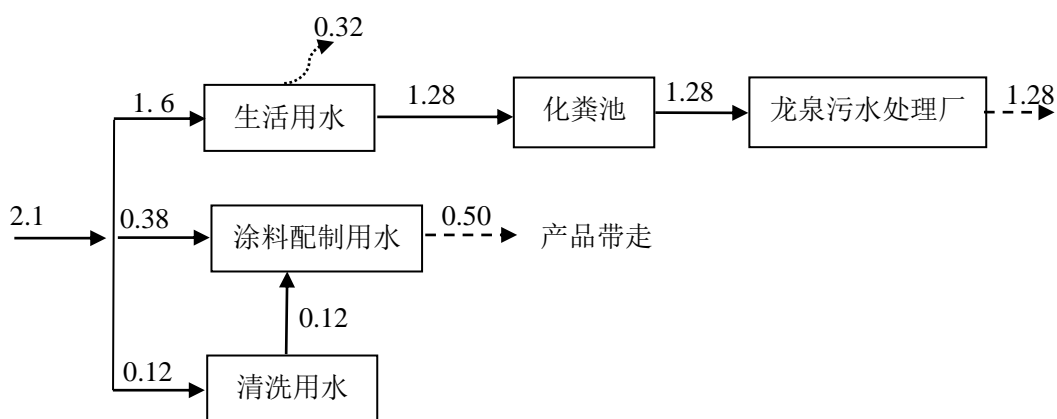 0.32
1. 6
生活用水
1.28
化粪池
1.28
龙泉污水处理厂
1.28
2.1
0.38
涂料配制用水
0.50
产品带走
0.12
0.12
清洗用水